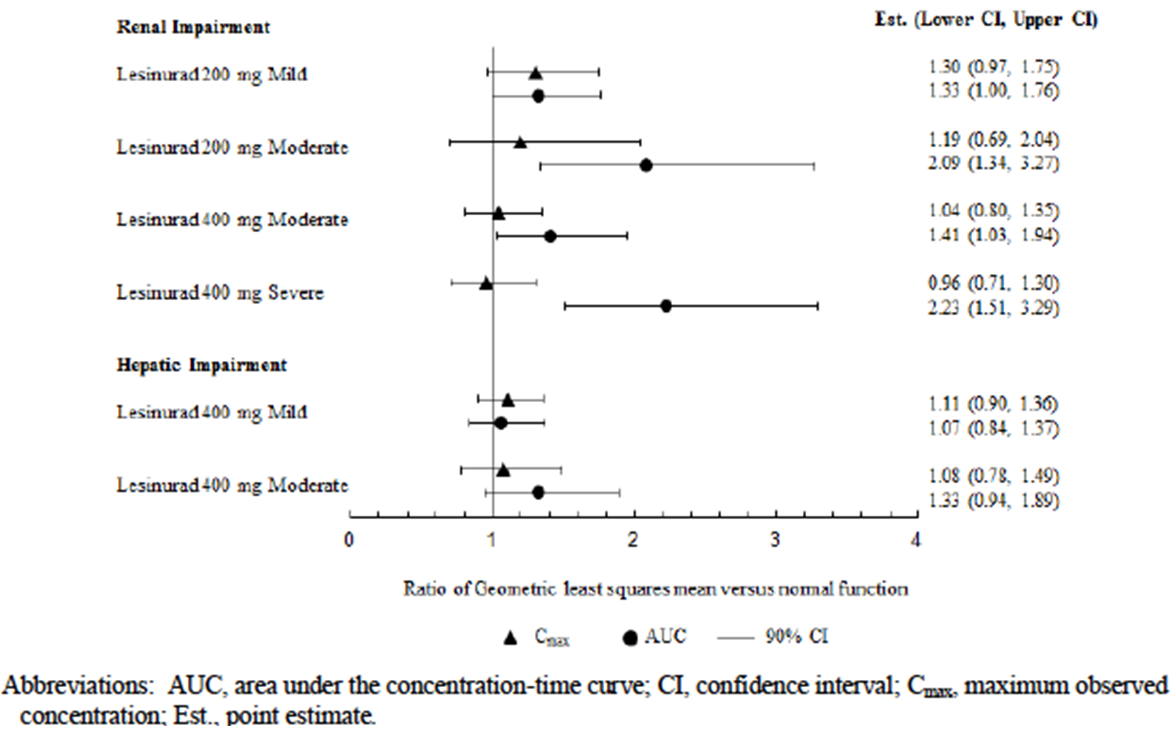 Renal Impairment Est. (Lower CI, Upper CI)
Lesinurad 200 mg Mild 1.30 (0.97, 1.75)
1.33 (1.00, 1.76)
Lesinurad 200 mg Moderate 1.19 (0.69, 2.04)
2.09 (1.34, 3.27)
Lesinurad 400 mg Moderate 1.04 (0.80, 1.35)
1.41 (1.03, 1.94)
Lesinurad 400 mg Severe 0.96 (0.71, 1.30)
2.23 (1.51, 3.29)
Hepatic Impairment
Lesinurad 400 mg Mild 1.11 (0.90, 1.36)
1.07 (0.84, 1.37)
Lesinurad 400 mg Moderate 1.08 (0.78, 1.49)
1.33 (0.94, 1.89)
0 1 2 3 4
Ratio of Geometric least squares mean versus normal function
▲ Cmax ● AUC —— 90% CI
Abbreviations: AUC, area under the concentration-time curve; CI, confidence interval; Cmax, maximum observed
concentration; Est., point estimate.